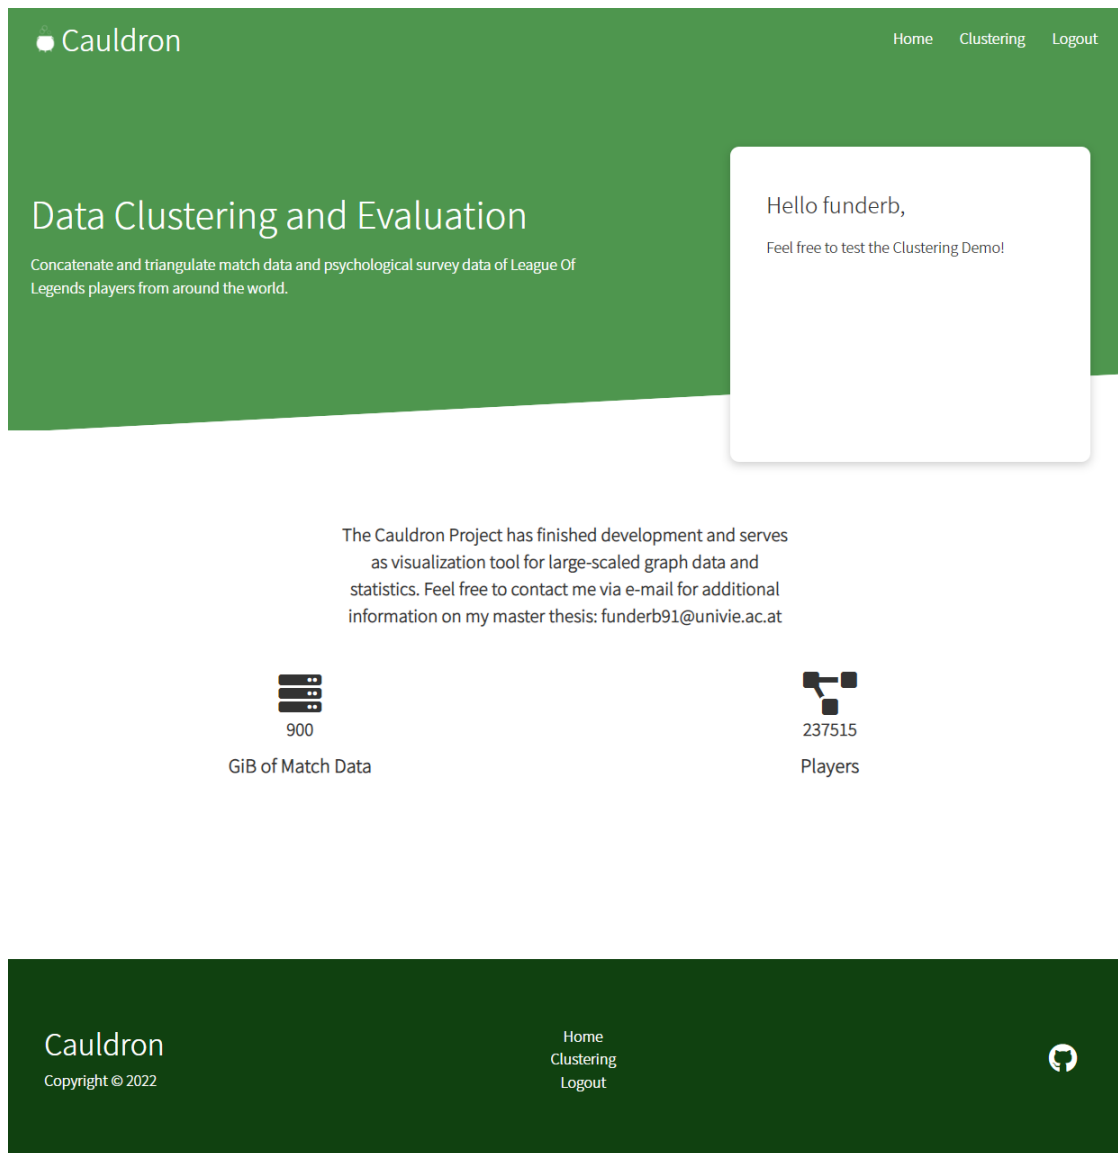 Cauldron
Home Clustering Logout
Data Clustering and Evaluation
Concatenate and triangulate match data and psychological survey data of League Of
Legends players from around the world.
Hello funderb,
Feel free to test the Clustering Demo!
The Cauldron Project has finished development and serves
as visualization tool for large-scaled graph data and
statistics. Feel free to contact me via e-mail for additional
information on my master thesis: funderb91@univie.ac.at
900
GiB of Match Data
237515
Players
Cauldron
Copyright © 2022
Home
Clustering
Logout